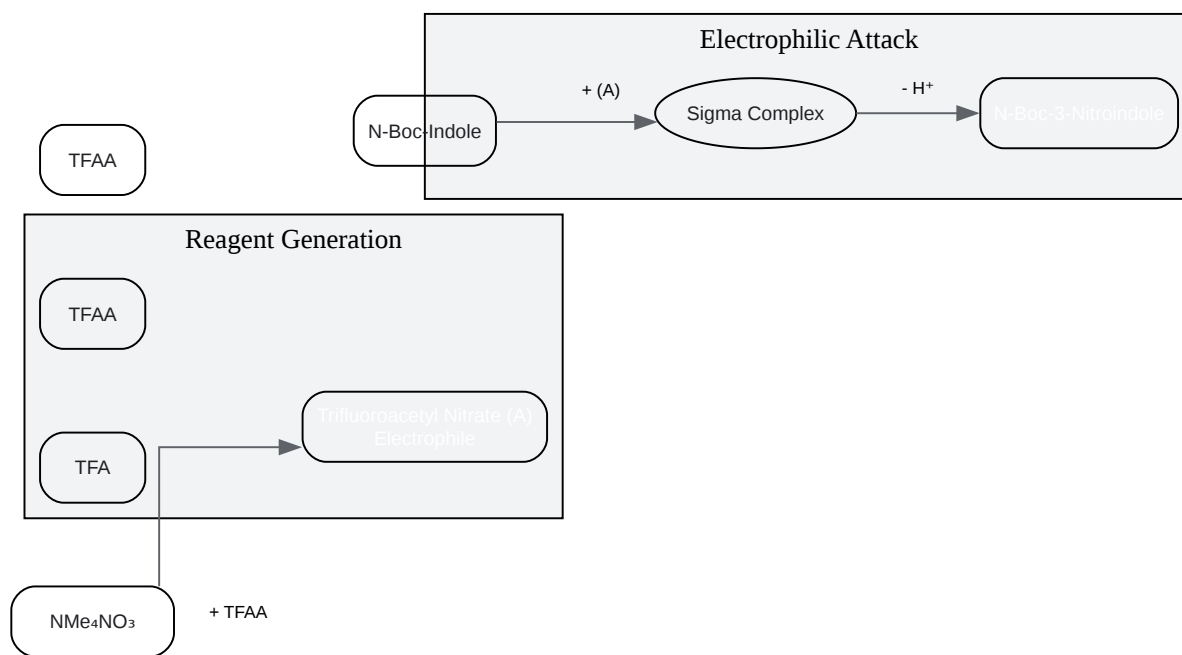 Electrophilic Attack
N-Boc-Indole
+ (A)
Sigma Complex
- H⁺
N-Boc-3-Nitroindole
TFAA
Reagent Generation
TFAA
Trifluoroacetyl Nitrate (A)
Electrophile
TFA
NMe₄NO₃
+ TFAA